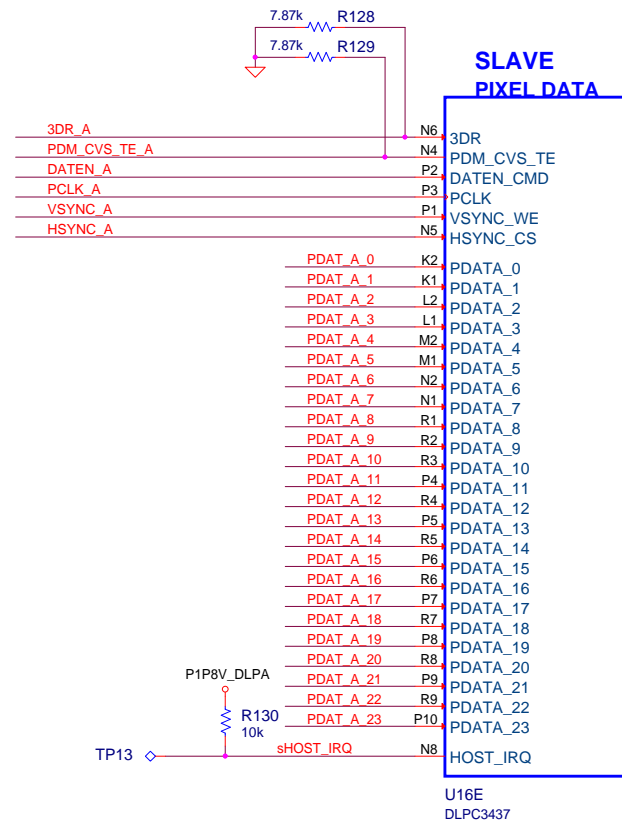 7.87k R128
7.87k R129
SLAVE
PIXEL DATA
3DR_A N6 3DR
PDM_CVS_TE_A N4 PDM_CVS_TE
DATEN_A P2 DATEN_CMD
PCLK_A P3 PCLK
VSYNC_A P1 VSYNC_WE
HSYNC_A N5 HSYNC_CS
PDAT_A_0 K2 PDATA_0
PDAT_A_1 K1 PDATA_1
PDAT_A_2 L2 PDATA_2
PDAT_A_3 L1 PDATA_3
PDAT_A_4 M2 PDATA_4
PDAT_A_5 M1 PDATA_5
PDAT_A_6 N2 PDATA_6
PDAT_A_7 N1 PDATA_7
PDAT_A_8 R1 PDATA_8
PDAT_A_9 R2 PDATA_9
PDAT_A_10 R3 PDATA_10
PDAT_A_11 P4 PDATA_11
PDAT_A_12 R4 PDATA_12
PDAT_A_13 P5 PDATA_13
PDAT_A_14 R5 PDATA_14
PDAT_A_15 P6 PDATA_15
PDAT_A_16 R6 PDATA_16
PDAT_A_17 P7 PDATA_17
PDAT_A_18 R7 PDATA_18
PDAT_A_19 P8 PDATA_19
PDAT_A_20 R8 PDATA_20
PDAT_A_21 P9 PDATA_21
PDAT_A_22 R9 PDATA_22
PDAT_A_23 P10 PDATA_23
P1P8V_DLPA
R130
10k
TP13 sHOST_IRQ N8 HOST_IRQ
U16E
DLPC3437